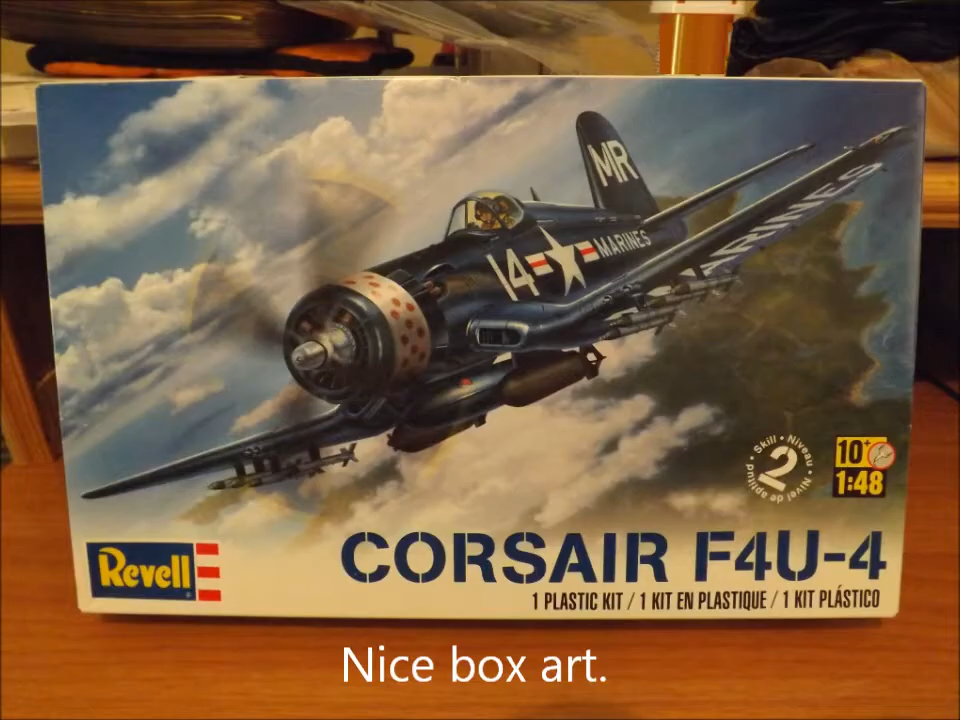 MR
14
MARINES
MARINES
Skill • Niveau • Nivel de aptitud •
2
10+
1:48
Revell
CORSAIR F4U-4
1 PLASTIC KIT / 1 KIT EN PLASTIQUE / 1 KIT PLÁSTICO
Nice box art.